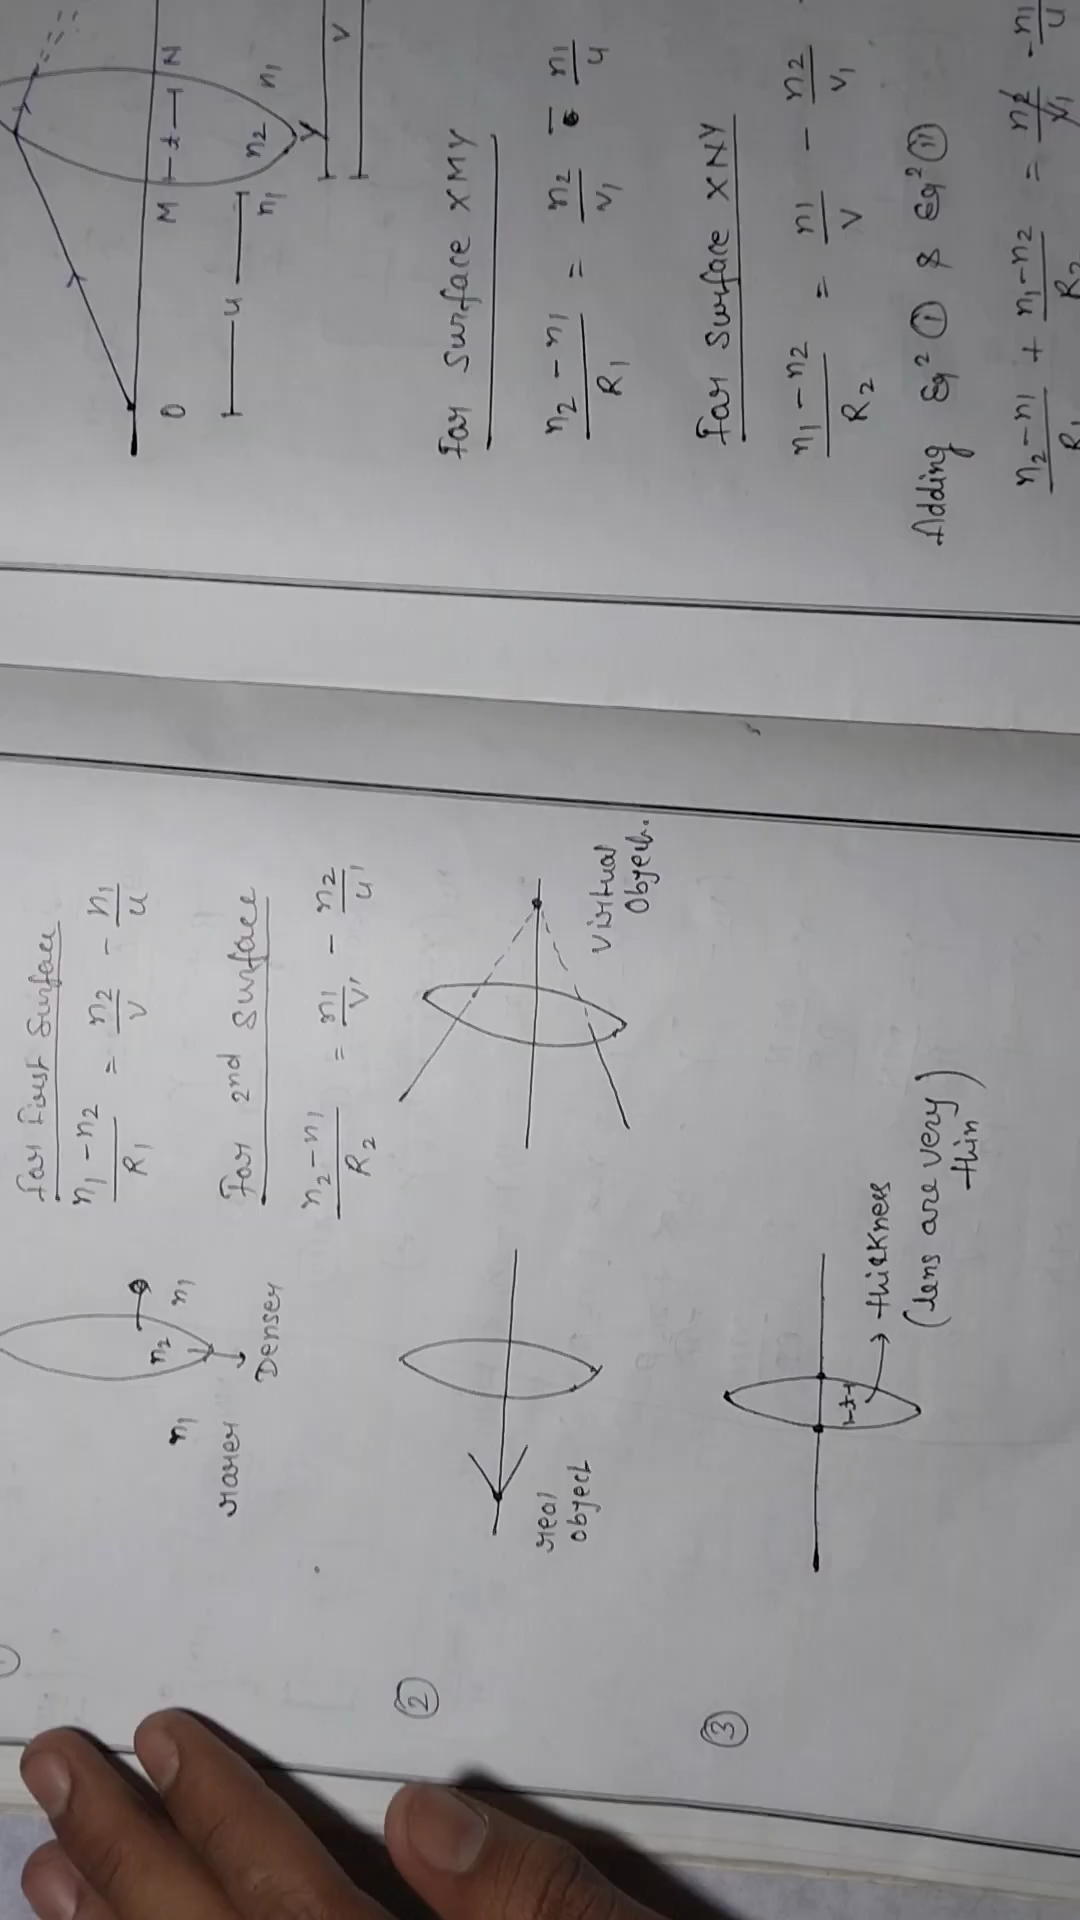 For First Surface
n1 - n2 / R1 = n2 / v - n1 / u
For 2nd Surface
n2 - n1 / R2 = n1 / v' - n2 / u'
n1 n2 n1
rarer
Denser
②
real
object
virtual
Object.
③
t
→ thickness
(lens are very
thin)
O M t N
u n1 n2 n1
Y
v
For Surface XMY
n2 - n1 / R1 = n2 / v1 - n1 / u
For Surface XNY
n1 - n2 / R2 = n1 / v - n2 / v1
Adding Eq² ① & Eq² ②
n2 - n1 / R1 + n1 - n2 / R2 = n2 / v1 - n1 / u